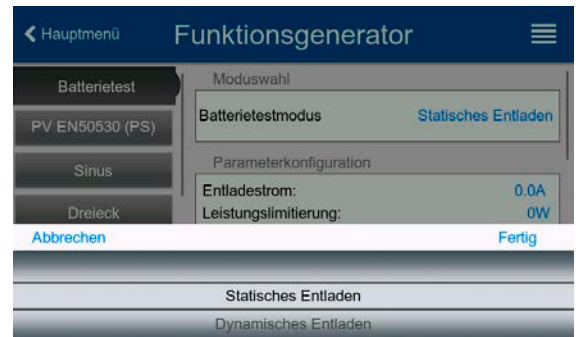 Hauptmenü
Funktionsgenerator
Batterietest
PV EN50530 (PS)
Sinus
Dreieck
Moduswahl
Batterietestmodus Statisches Entladen
Parameterkonfiguration
Entladestrom: 0.0A
Leistungslimitierung: 0W
Abbrechen Fertig
Statisches Entladen
Dynamisches Entladen